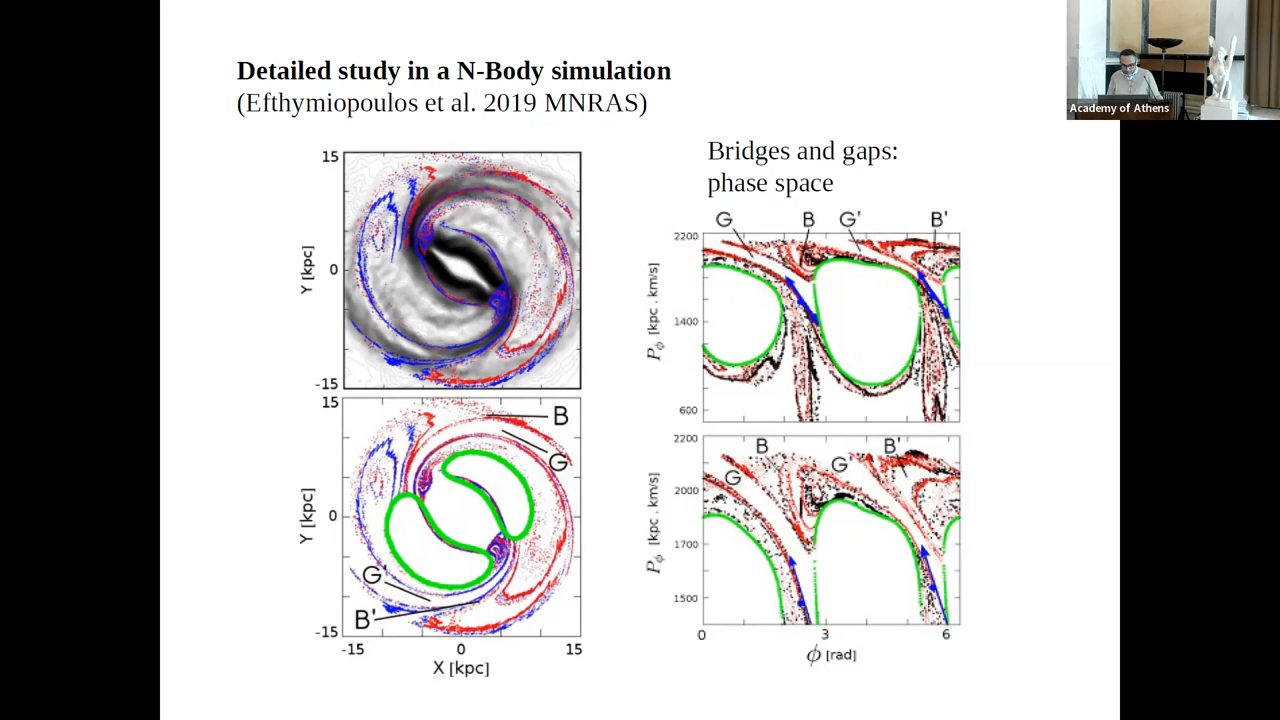 Detailed study in a N-Body simulation
(Efthymiopoulos et al. 2019 MNRAS)
Academy of Athens
Bridges and gaps:
phase space
15
0
-15
Y [kpc]
15
0
-15
Y [kpc]
B
G
G'
B'
-15 0 15
X [kpc]
G B G' B'
2200
1400
600
Pϕ [kpc . km/s]
2200
2000
1700
1500
Pϕ [kpc . km/s]
B B'
G G
0 3 6
ϕ [rad]